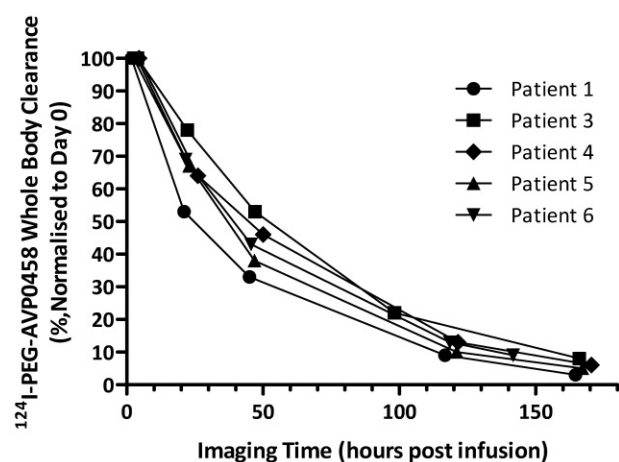 ¹²⁴I-PEG-AVP0458 Whole Body Clearance
(%,Normalised to Day 0)
100
90
80
70
60
50
40
30
20
10
0
0 50 100 150
Imaging Time (hours post infusion)
Patient 1
Patient 3
Patient 4
Patient 5
Patient 6